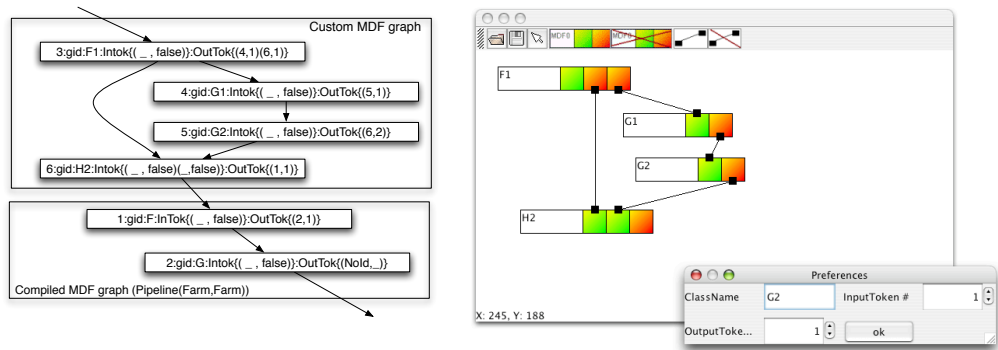 Custom MDF graph
3:gid:F1:Intok{( _ , false)}:OutTok{(4,1)(6,1)}
4:gid:G1:Intok{( _ , false)}:OutTok{(5,1)}
5:gid:G2:Intok{( _ , false)}:OutTok{(6,2)}
6:gid:H2:Intok{( _ , false)(_,false)}:OutTok{(1,1)}
1:gid:F:InTok{( _ , false)}:OutTok{(2,1)}
2:gid:G:Intok{( _ , false)}:OutTok{(NoId,_)}
Compiled MDF graph (Pipeline(Farm,Farm))
MDF0 MDF0
F1
G1
G2
H2
X: 245, Y: 188
Preferences
ClassName G2 InputToken # 1
OutputToke... 1 ok